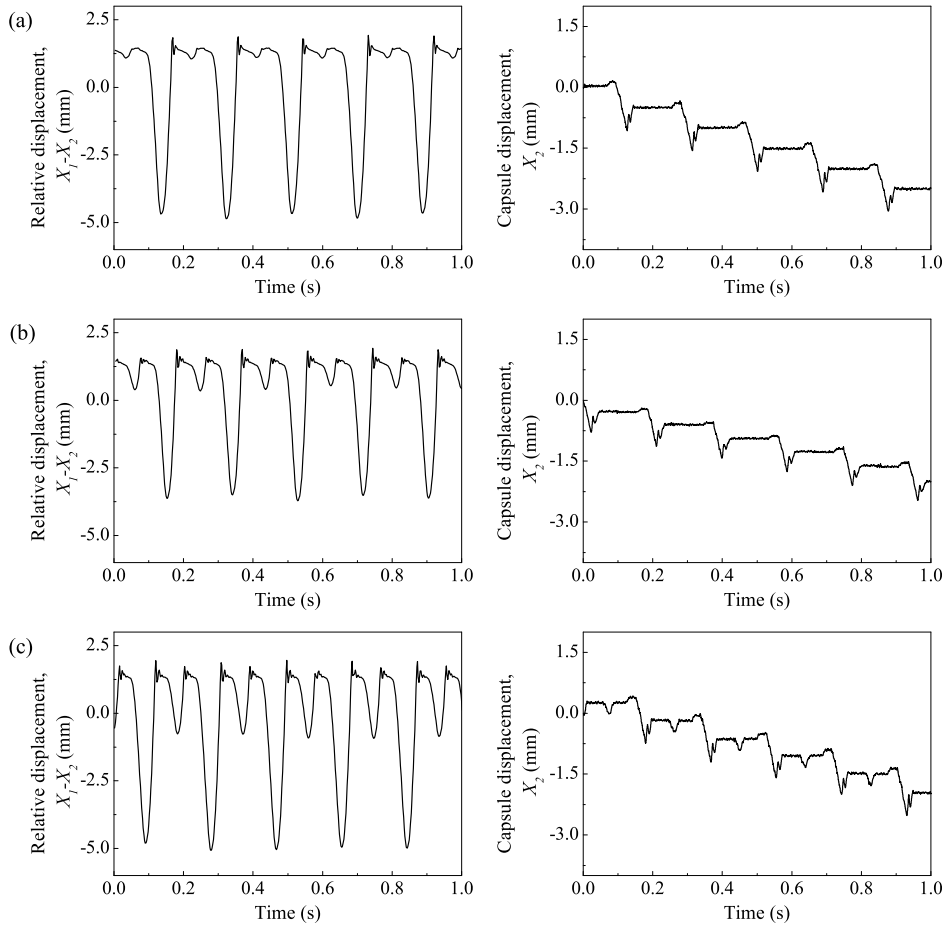 (a)
Relative displacement,
X1-X2 (mm)
2.5
0.0
-2.5
-5.0
0.0 0.2 0.4 0.6 0.8 1.0
Time (s)
Capsule displacement,
X2 (mm)
1.5
0.0
-1.5
-3.0
0.0 0.2 0.4 0.6 0.8 1.0
Time (s)
(b)
Relative displacement,
X1-X2 (mm)
2.5
0.0
-2.5
-5.0
0.0 0.2 0.4 0.6 0.8 1.0
Time (s)
Capsule displacement,
X2 (mm)
1.5
0.0
-1.5
-3.0
0.0 0.2 0.4 0.6 0.8 1.0
Time (s)
(c)
Relative displacement,
X1-X2 (mm)
2.5
0.0
-2.5
-5.0
0.0 0.2 0.4 0.6 0.8 1.0
Time (s)
Capsule displacement,
X2 (mm)
1.5
0.0
-1.5
-3.0
0.0 0.2 0.4 0.6 0.8 1.0
Time (s)